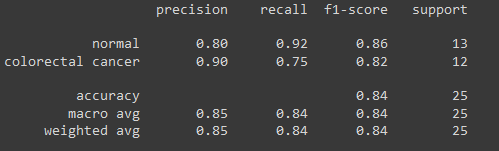 precision recall f1-score support
normal 0.80 0.92 0.86 13
colorectal cancer 0.90 0.75 0.82 12
accuracy 0.84 25
macro avg 0.85 0.84 0.84 25
weighted avg 0.85 0.84 0.84 25